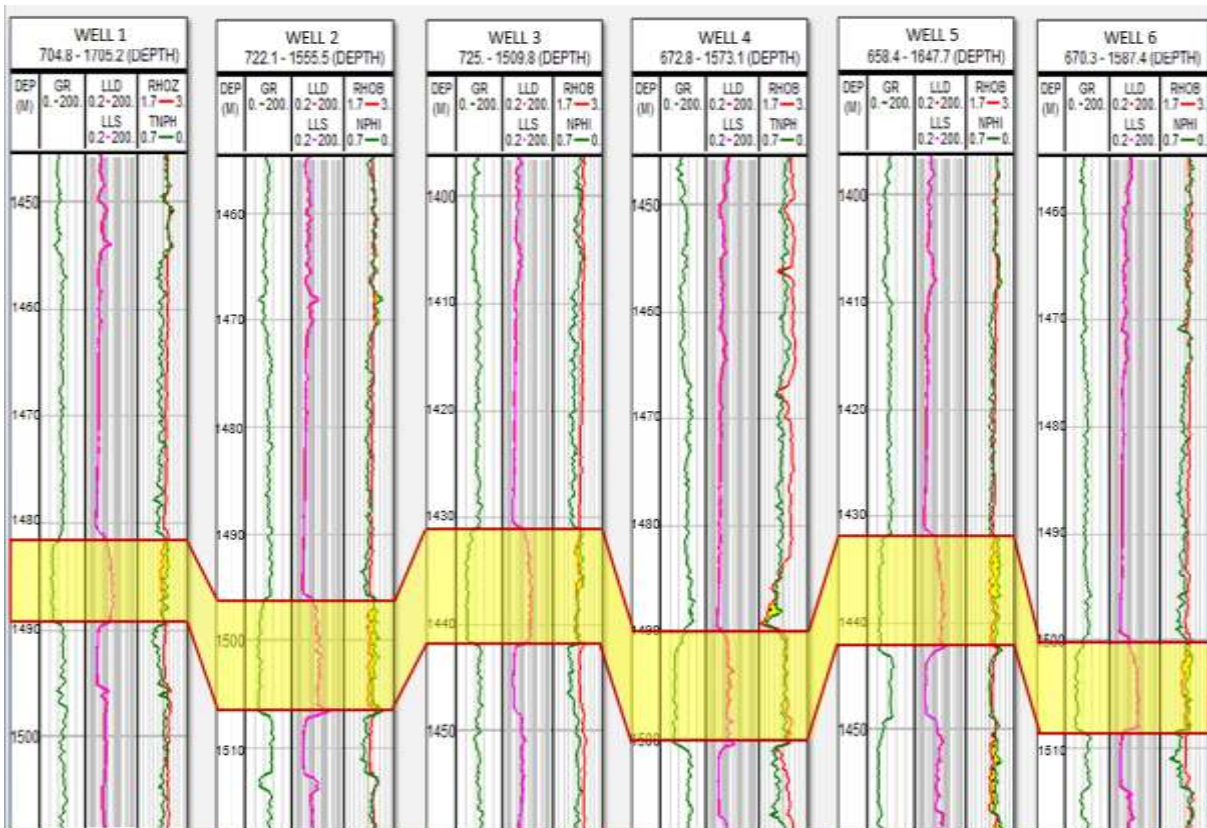 WELL 1
704.8 - 1705.2 (DEPTH)
DEP
(M)
GR
0.-200.
LLD
0.2-200.
LLS
0.2-200.
RHOZ
1.7 3.
TNPH
0.7 0.
1450
1460
1470
1480
1490
1500
WELL 2
722.1 - 1555.5 (DEPTH)
DEP
(M)
GR
0.-200.
LLD
0.2-200.
LLS
0.2-200.
RHOB
1.7 3.
NPHI
0.7 0.
1460
1470
1480
1490
1500
1510
WELL 3
725. - 1509.8 (DEPTH)
DEP
(M)
GR
0.-200.
LLD
0.2-200.
LLS
0.2-200.
RHOB
1.7 3.
NPHI
0.7 0.
1400
1410
1420
1430
1440
1450
WELL 4
672.8 - 1573.1 (DEPTH)
DEP
(M)
GR
0.-200.
LLD
0.2-200.
LLS
0.2-200.
RHOB
1.7 3.
TNPH
0.7 0.
1450
1460
1470
1480
1490
1500
WELL 5
658.4 - 1647.7 (DEPTH)
DEP
(M)
GR
0.-200.
LLD
0.2-200.
LLS
0.2-200.
RHOB
1.7 3.
NPHI
0.7 0.
1400
1410
1420
1430
1440
1450
WELL 6
670.3 - 1587.4 (DEPTH)
DEP
(M)
GR
0.-200.
LLD
0.2-200.
LLS
0.2-200.
RHOB
1.7 3.
NPHI
0.7 0.
1460
1470
1480
1490
1500
1510